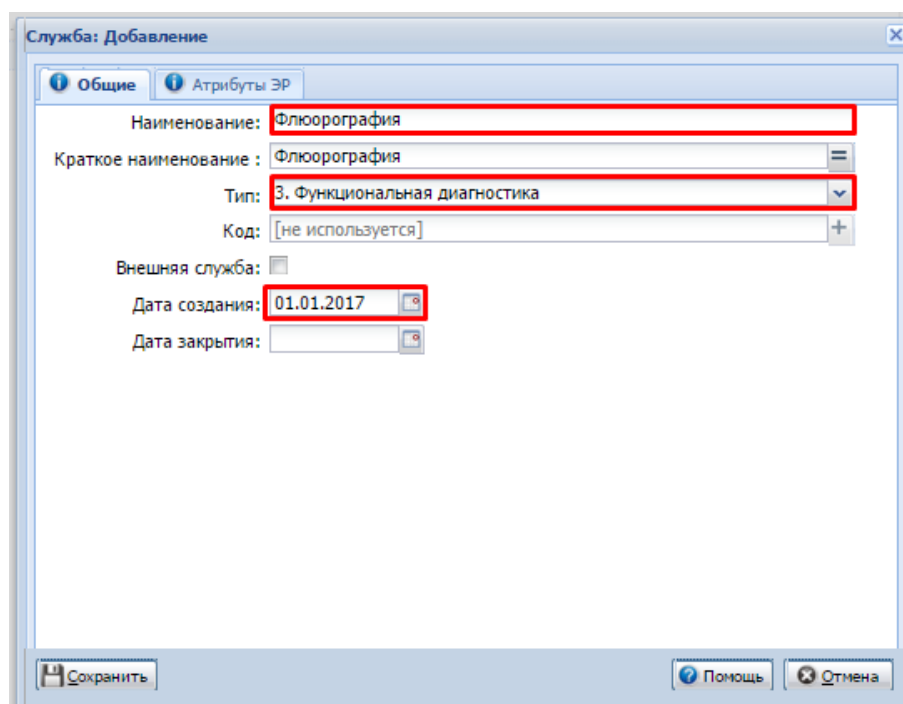 Служба: Добавление
Общие Атрибуты ЭР
Наименование: Флюорография
Краткое наименование : Флюорография
Тип: 3. Функциональная диагностика
Код: [не используется]
Внешняя служба:
Дата создания: 01.01.2017
Дата закрытия:
Сохранить Помощь Отмена